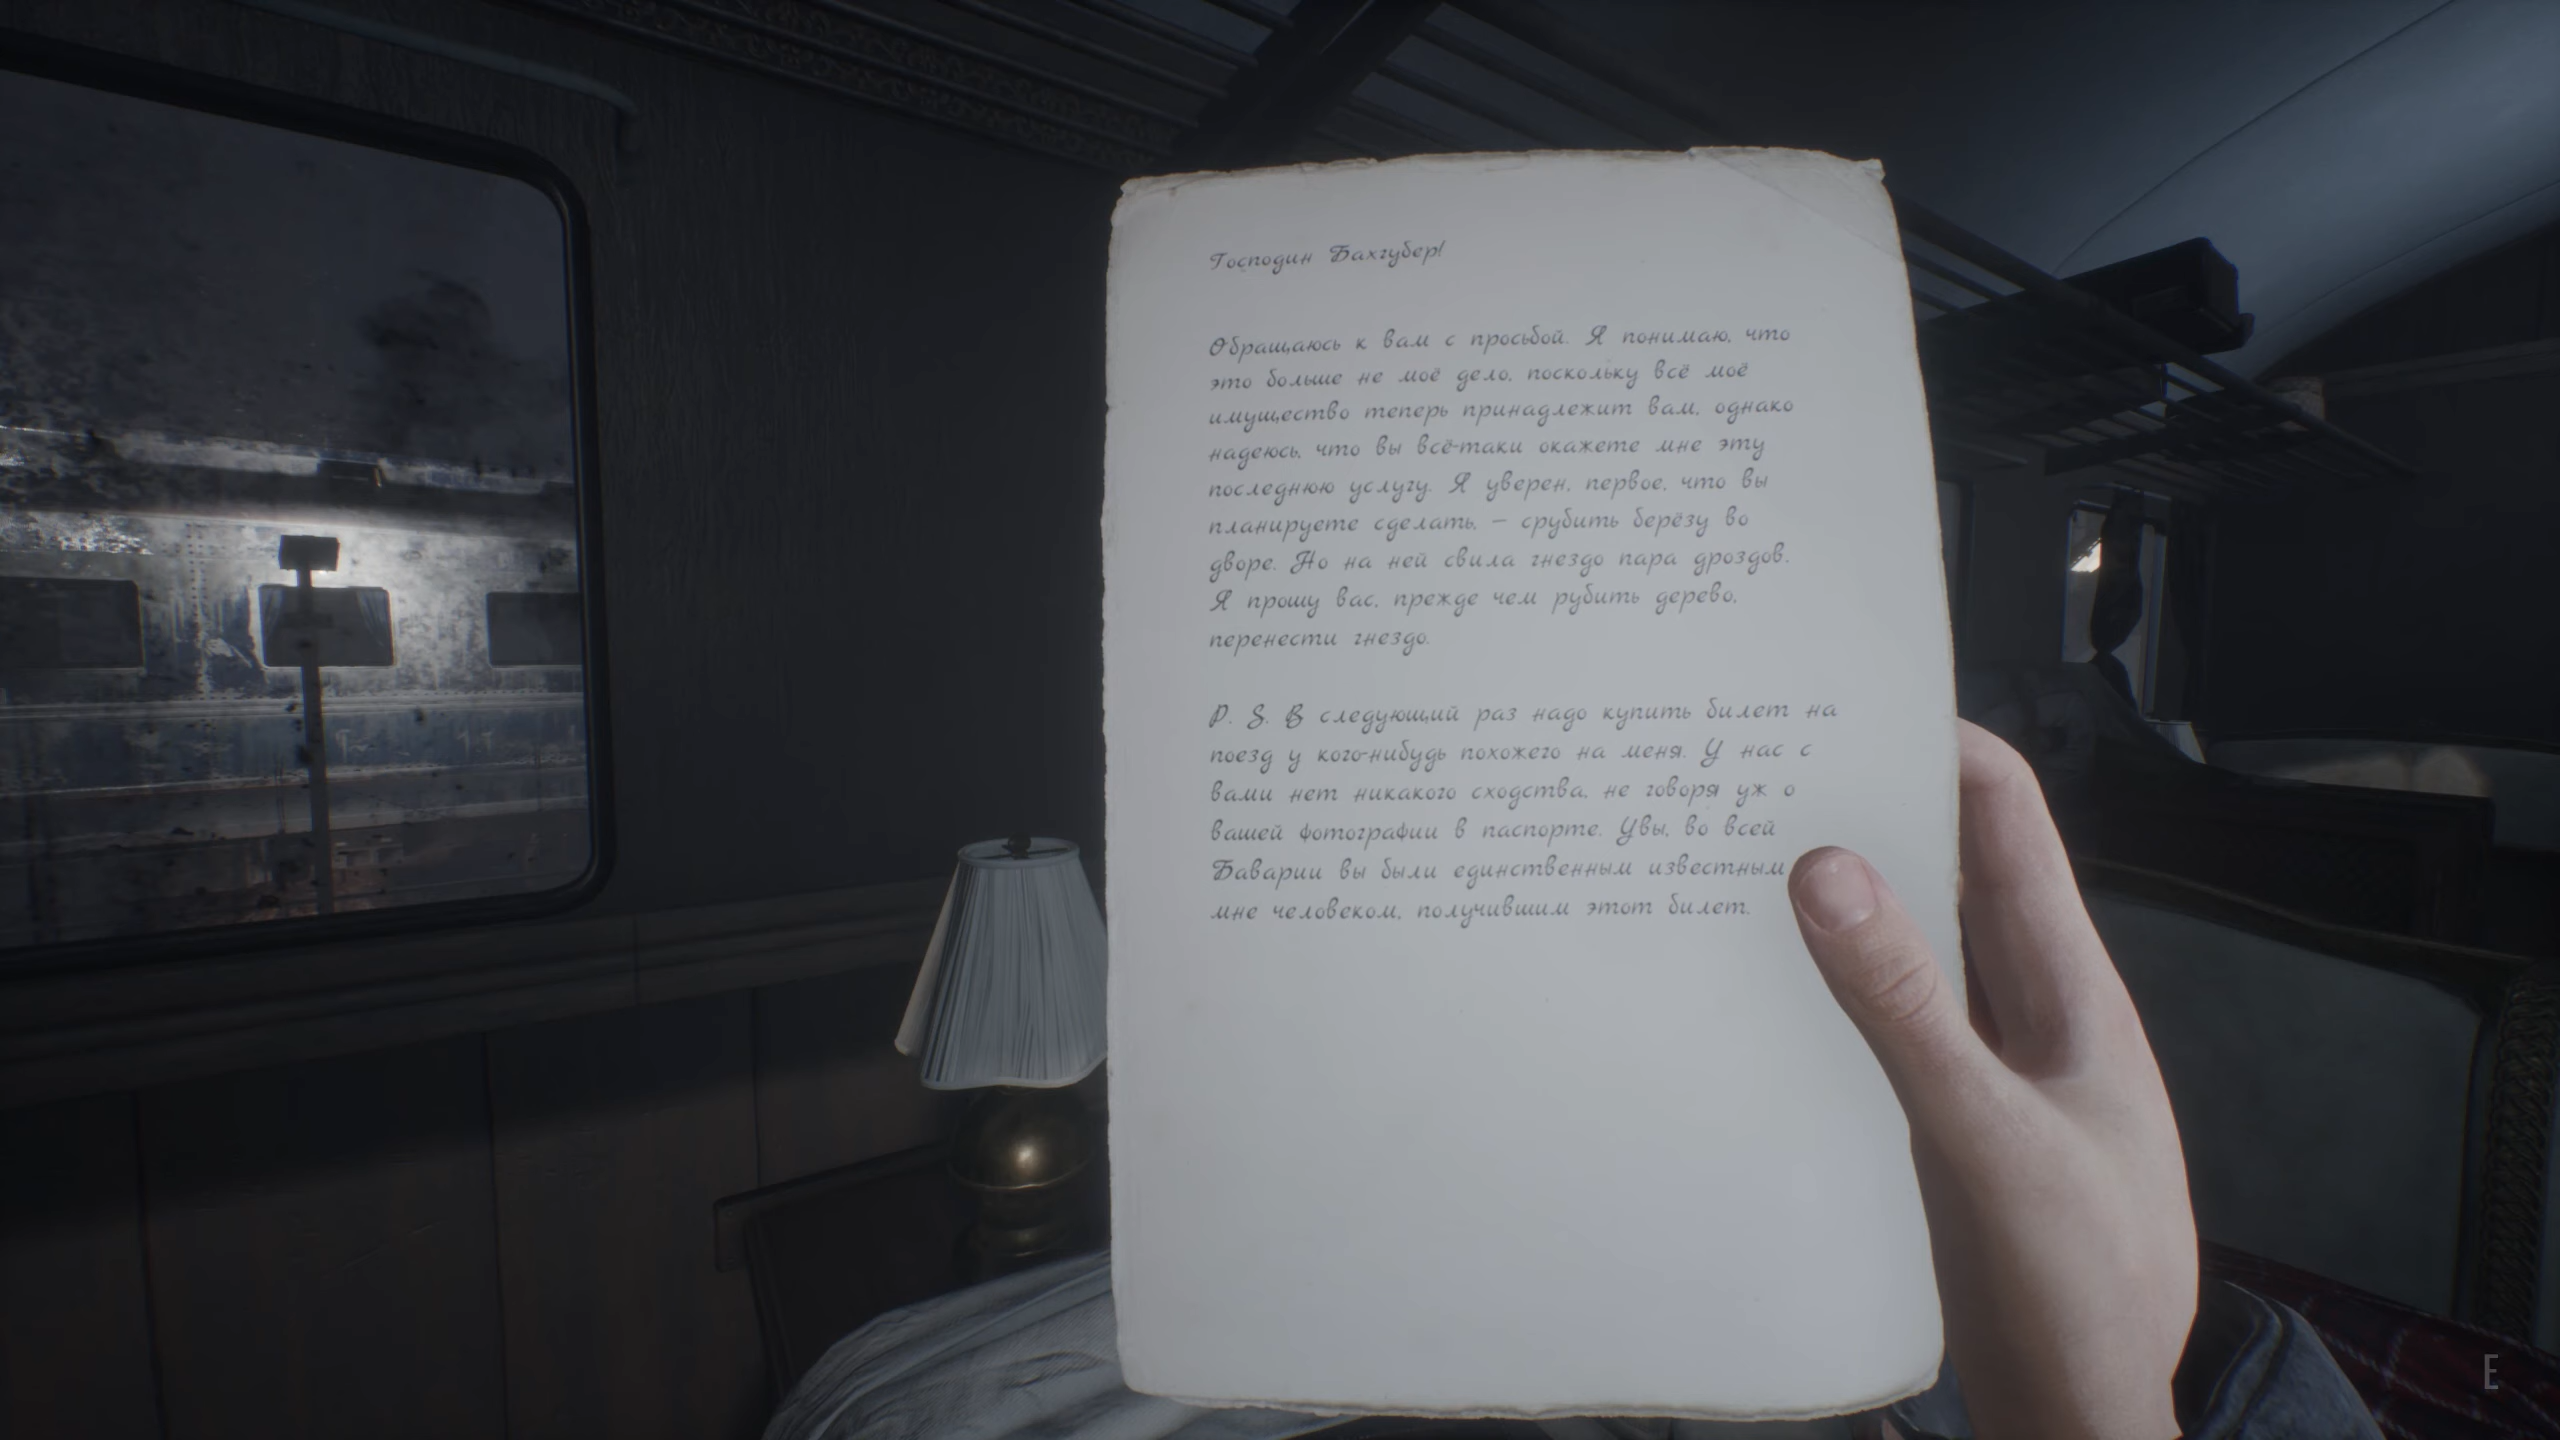 Господин Бахгубер!
Обращаюсь к вам с просьбой. Я понимаю, что
это больше не моё дело, поскольку всё моё
имущество теперь принадлежит вам, однако
надеюсь, что вы всё-таки окажете мне эту
последнюю услугу. Я уверен, первое, что вы
планируете сделать, — срубить берёзу во
дворе. Но на ней свила гнездо пара дроздов.
Я прошу вас, прежде чем рубить дерево,
перенести гнездо.
P. S. В следующий раз надо купить билет на
поезд у кого-нибудь похожего на меня. У нас с
вами нет никакого сходства, не говоря уж о
вашей фотографии в паспорте. Увы, во всей
Баварии вы были единственным известным
мне человеком, получившим этот билет.
E